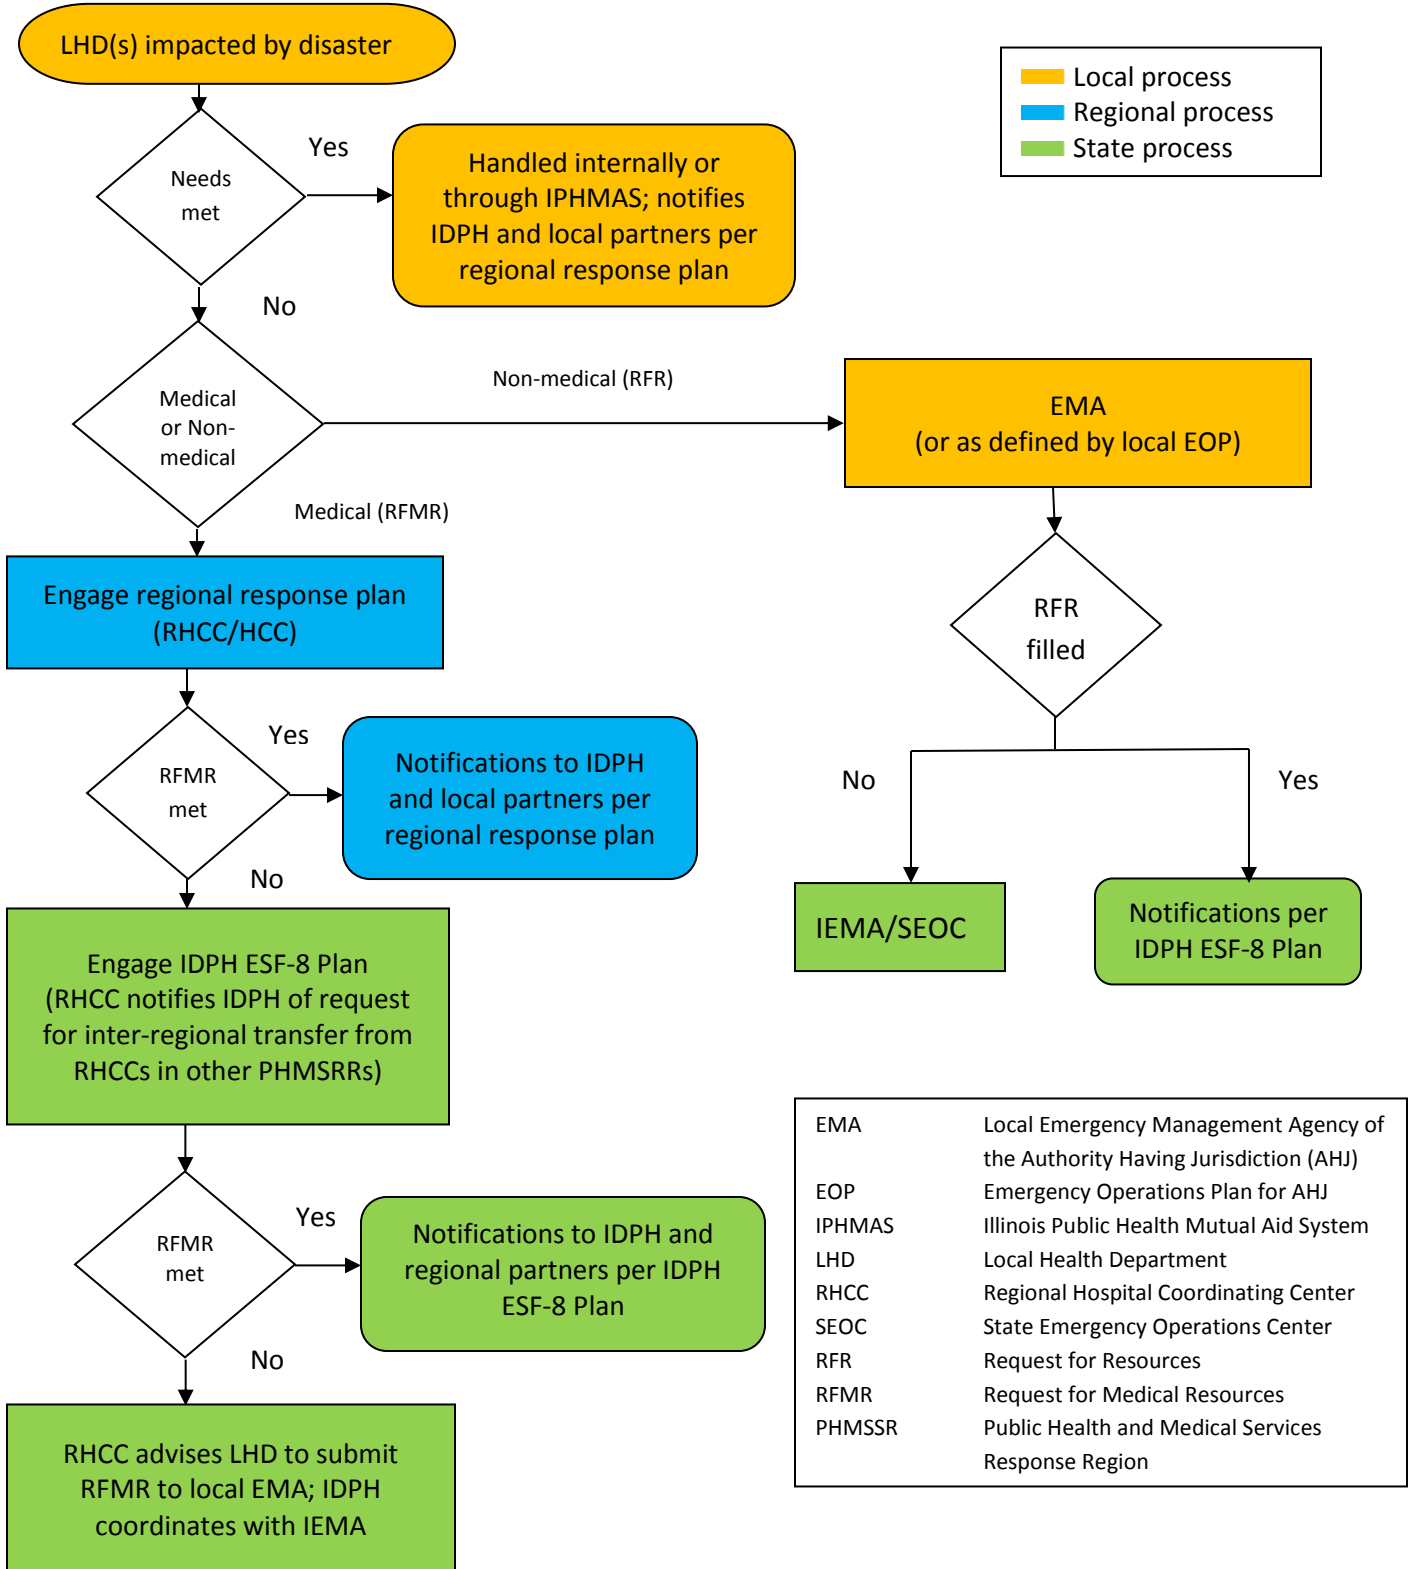 LHD(s) impacted by disaster
Local process
Regional process
State process
Needs
met
Yes
Handled internally or
through IPHMAS; notifies
IDPH and local partners per
regional response plan
No
Medical
or Non-
medical
Non-medical (RFR)
EMA
(or as defined by local EOP)
Medical (RFMR)
Engage regional response plan
(RHCC/HCC)
RFR
filled
RFMR
met
Yes
Notifications to IDPH
and local partners per
regional response plan
No
No
Yes
IEMA/SEOC
Notifications per
IDPH ESF-8 Plan
Engage IDPH ESF-8 Plan
(RHCC notifies IDPH of request
for inter-regional transfer from
RHCCs in other PHMSRRs)
RFMR
met
Yes
Notifications to IDPH and
regional partners per IDPH
ESF-8 Plan
No
RHCC advises LHD to submit
RFMR to local EMA; IDPH
coordinates with IEMA
EMA Local Emergency Management Agency of
the Authority Having Jurisdiction (AHJ)
EOP Emergency Operations Plan for AHJ
IPHMAS Illinois Public Health Mutual Aid System
LHD Local Health Department
RHCC Regional Hospital Coordinating Center
SEOC State Emergency Operations Center
RFR Request for Resources
RFMR Request for Medical Resources
PHMSSR Public Health and Medical Services
Response Region